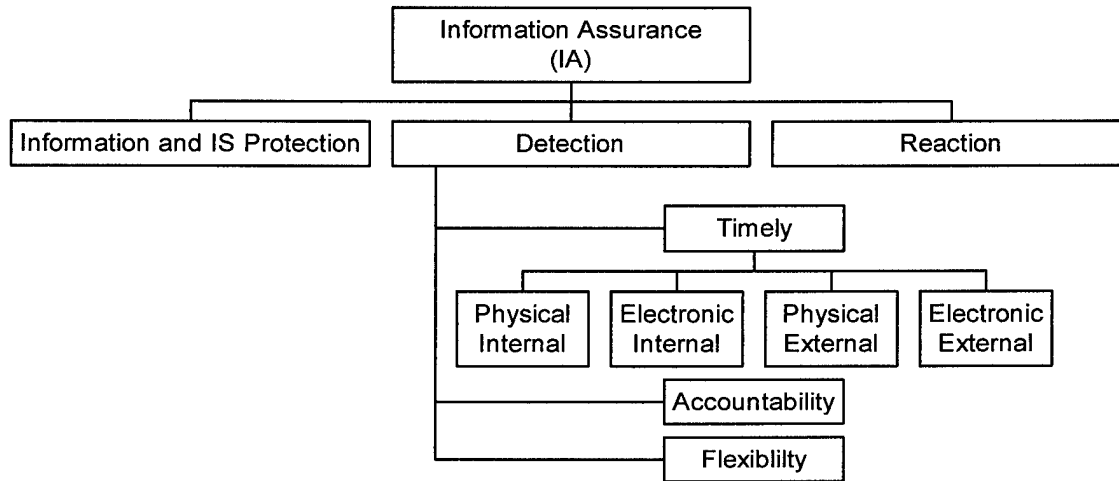 Information Assurance
(IA)
Information and IS Protection
Detection
Reaction
Timely
Physical
Internal
Electronic
Internal
Physical
External
Electronic
External
Accountability
Flexiblilty